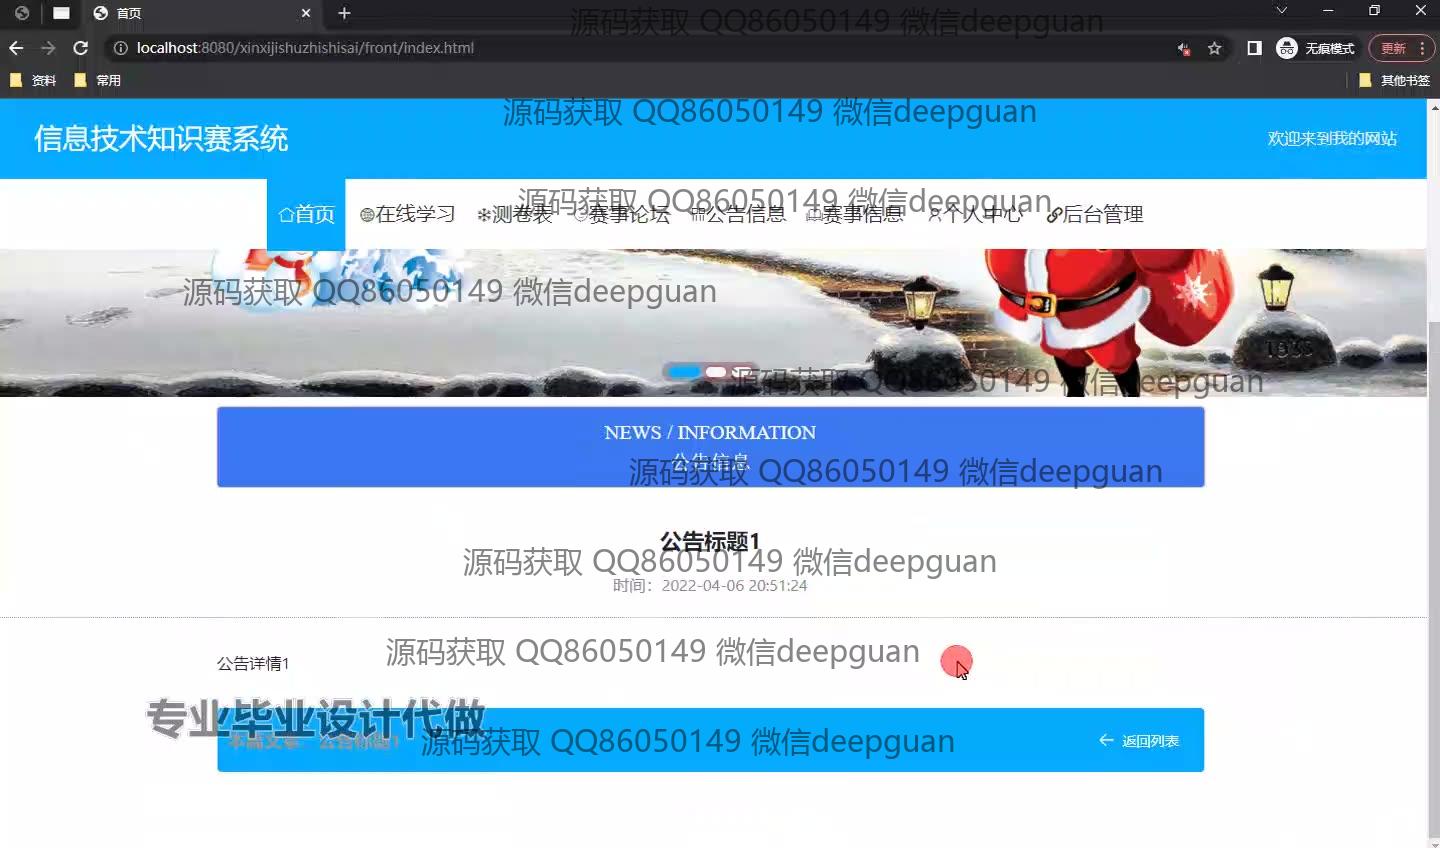 首页
源码获取 QQ86050149 微信deepguan
localhost:8080/xinxijishuzhishisai/front/index.html
无痕模式
更新
资料
常用
其他书签
源码获取 QQ86050149 微信deepguan
信息技术知识赛系统
欢迎来到我的网站
源码获取 QQ86050149 微信deepguan
首页
在线学习
测卷表
赛事论坛
公告信息
赛事信息
个人中心
后台管理
源码获取 QQ86050149 微信deepguan
1935
源码获取 QQ86050149 微信deepguan
NEWS / INFORMATION
公告信息
源码获取 QQ86050149 微信deepguan
公告标题1
源码获取 QQ86050149 微信deepguan
时间：2022-04-06 20:51:24
源码获取 QQ86050149 微信deepguan
公告详情1
专业毕业设计代做
本篇文章：公告标题1
源码获取 QQ86050149 微信deepguan
返回列表